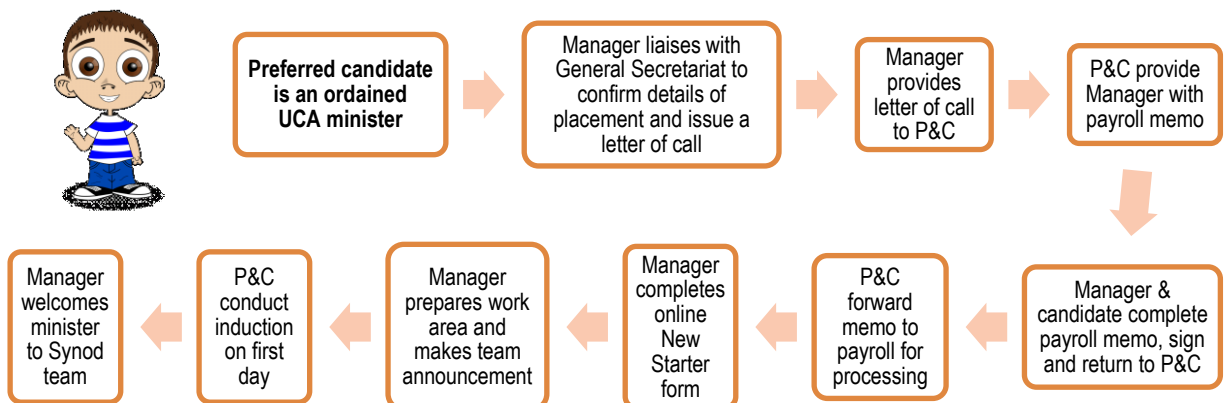 Preferred candidate
is an ordained
UCA minister
Manager liaises with
General Secretariat to
confirm details of
placement and issue a
letter of call
Manager
provides
letter of call
to P&C
P&C provide
Manager with
payroll memo
Manager &
candidate complete
payroll memo, sign
and return to P&C
P&C
forward
memo to
payroll for
processing
Manager
completes
online
New
Starter
form
Manager
prepares work
area and
makes team
announcement
P&C
conduct
induction
on first
day
Manager
welcomes
minister
to Synod
team